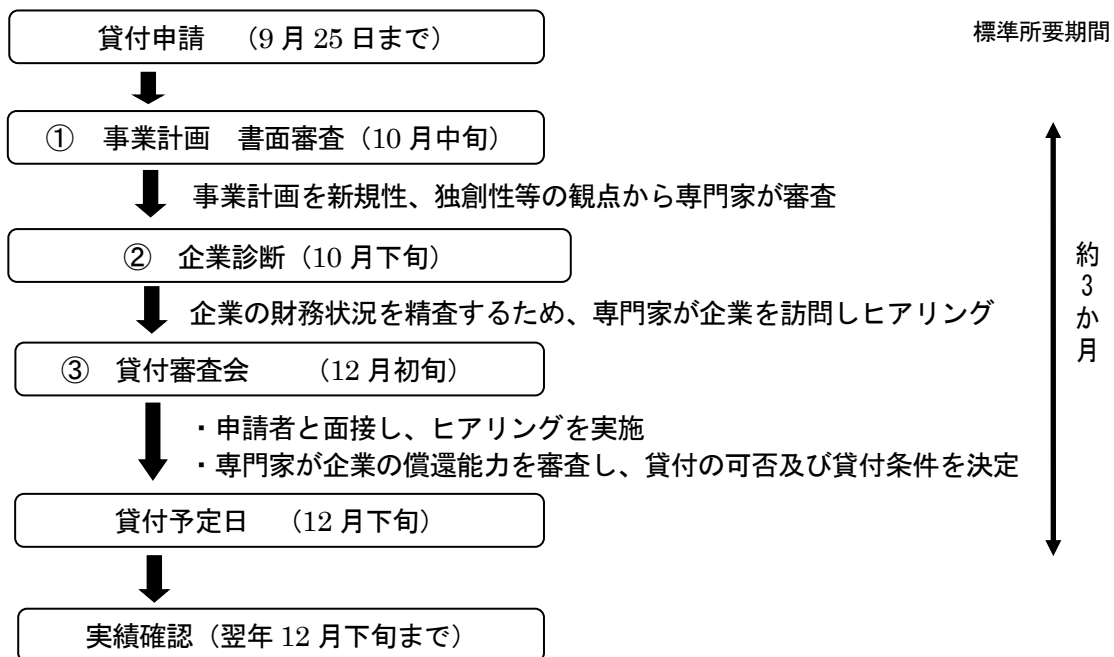 貸付申請 (9月25日まで)
標準所要期間
① 事業計画 書面審査(10月中旬)
事業計画を新規性、独創性等の観点から専門家が審査
② 企業診断(10月下旬)
企業の財務状況を精査するため、専門家が企業を訪問しヒアリング
③ 貸付審査会 (12月初旬)
・申請者と面接し、ヒアリングを実施
・専門家が企業の償還能力を審査し、貸付の可否及び貸付条件を決定
貸付予定日 (12月下旬)
実績確認(翌年12月下旬まで)
約3か月